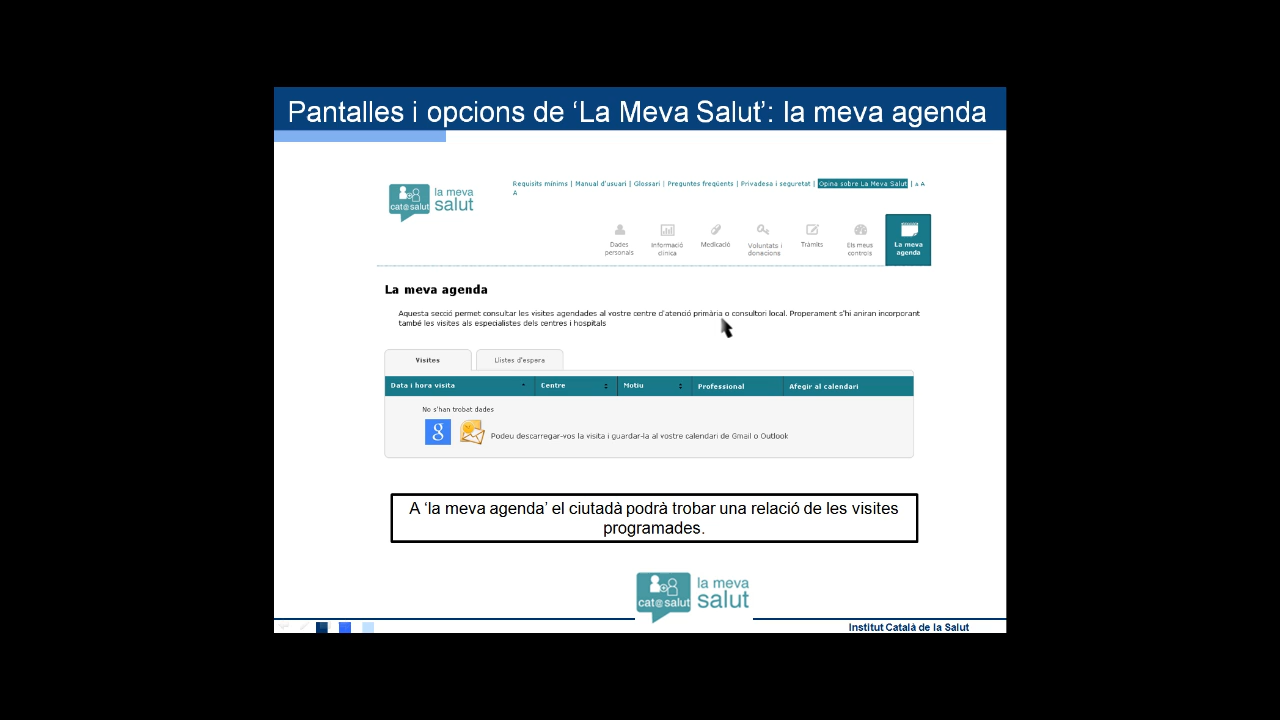 Pantalles i opcions de ‘La Meva Salut’: la meva agenda
cat@salut
la meva
salut
Requisits mínims | Manual d'usuari | Glossari | Preguntes freqüents | Privadesa i seguretat | Opina sobre La Meva Salut | a A
A
Dades
personals
Informació
clínica
Medicació
Voluntats i
donacions
Tràmits
Els meus
controls
La meva
agenda
La meva agenda
Aquesta secció permet consultar les visites agendades al vostre centre d'atenció primària o consultori local. Properament s'hi aniran incorporant
també les visites als especialistes dels centres i hospitals
Visites
Llistes d'espera
Data i hora visita Centre Motiu Professional Afegir al calendari
No s'han trobat dades
g
Podeu descarregar-vos la visita i guardar-la al vostre calendari de Gmail o Outlook
A ‘la meva agenda’ el ciutadà podrà trobar una relació de les visites
programades.
cat@salut
la meva
salut
Institut Català de la Salut